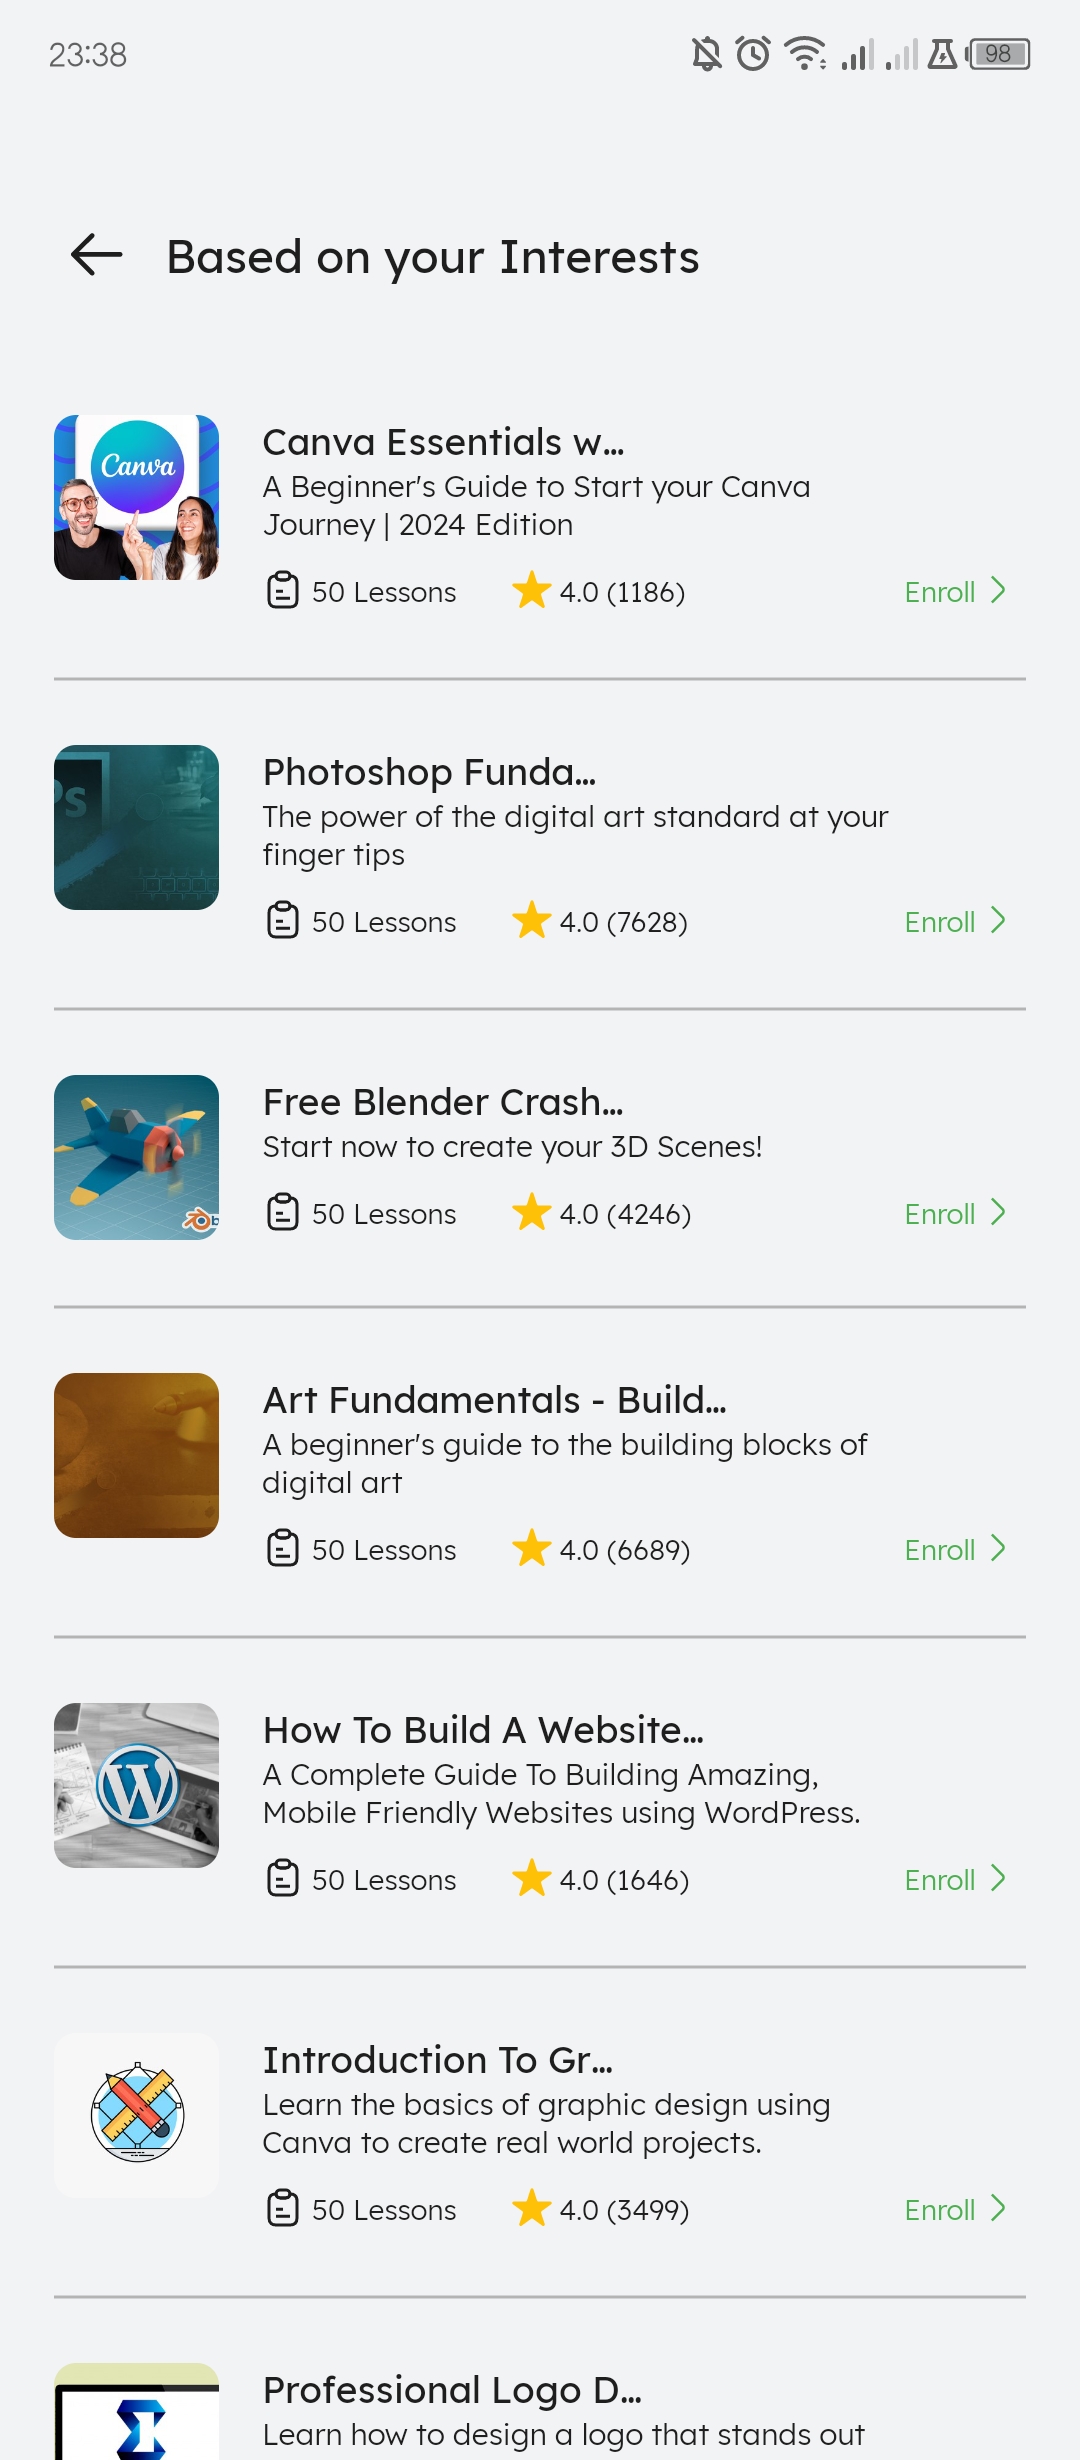 23:38
98
Based on your Interests
Canva
Canva Essentials w...
A Beginner's Guide to Start your Canva
Journey | 2024 Edition
50 Lessons 4.0 (1186) Enroll
Ps
Photoshop Funda...
The power of the digital art standard at your
finger tips
50 Lessons 4.0 (7628) Enroll
Free Blender Crash...
Start now to create your 3D Scenes!
b
50 Lessons 4.0 (4246) Enroll
Art Fundamentals - Build...
A beginner's guide to the building blocks of
digital art
50 Lessons 4.0 (6689) Enroll
W
How To Build A Website...
A Complete Guide To Building Amazing,
Mobile Friendly Websites using WordPress.
50 Lessons 4.0 (1646) Enroll
Introduction To Gr...
Learn the basics of graphic design using
Canva to create real world projects.
50 Lessons 4.0 (3499) Enroll
Professional Logo D...
Learn how to design a logo that stands out